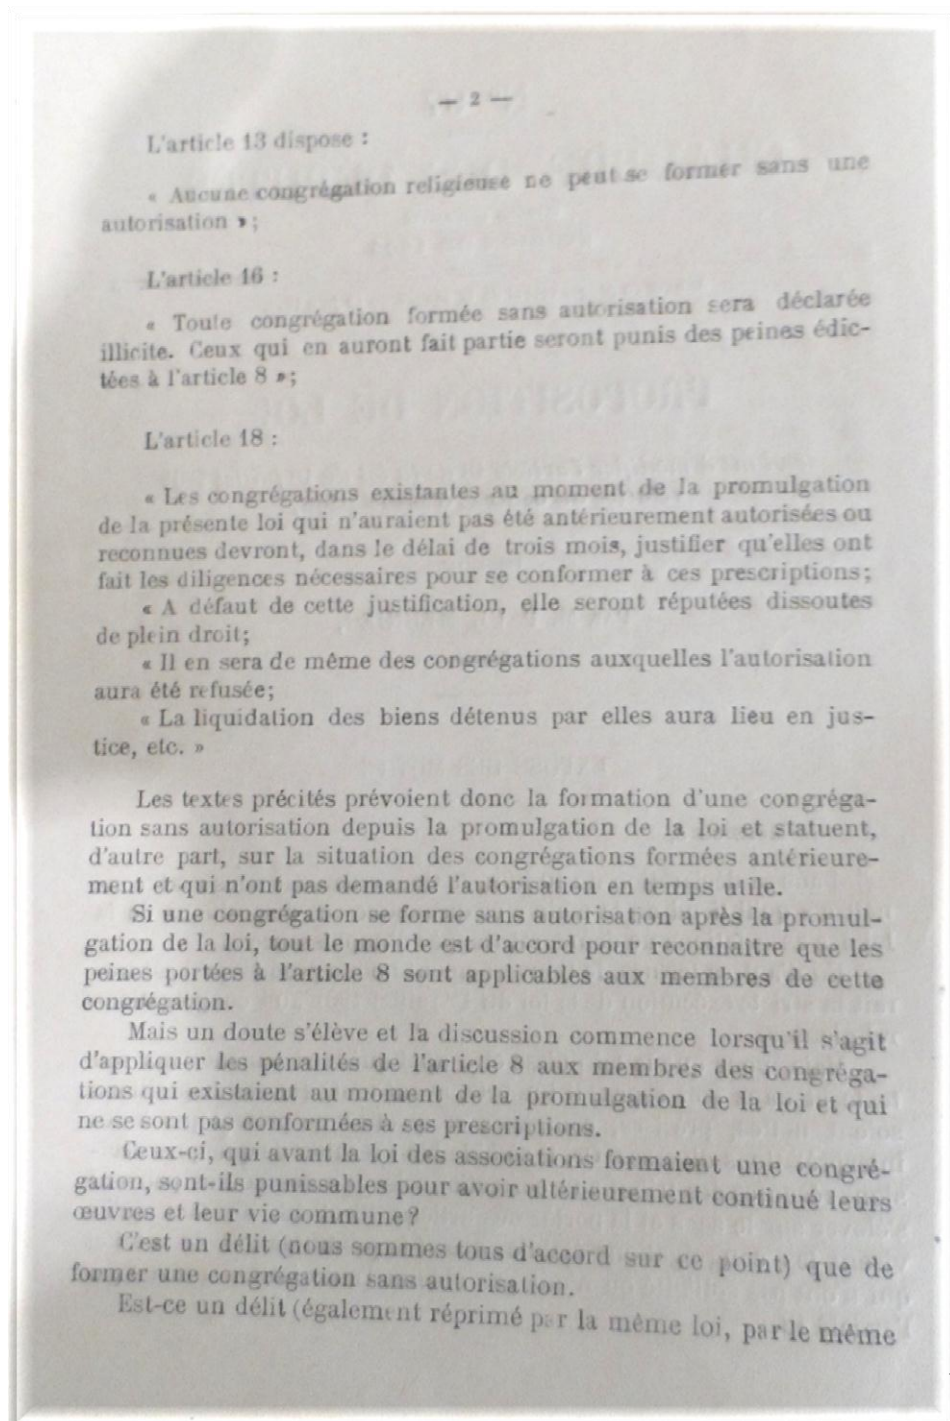 — 2 —
L'article 13 dispose :
« Aucune congrégation religieuse ne peut se former sans une
autorisation » ;
L'article 16 :
« Toute congrégation formée sans autorisation sera déclarée
illicite. Ceux qui en auront fait partie seront punis des peines édic-
tées à l'article 8 » ;
L'article 18 :
« Les congrégations existantes au moment de la promulgation
de la présente loi qui n'auraient pas été antérieurement autorisées ou
reconnues devront, dans le délai de trois mois, justifier qu'elles ont
fait les diligences nécessaires pour se conformer à ces prescriptions;
« A défaut de cette justification, elle seront réputées dissoutes
de plein droit;
« Il en sera de même des congrégations auxquelles l'autorisation
aura été refusée;
« La liquidation des biens détenus par elles aura lieu en jus-
tice, etc. »
Les textes précités prévoient donc la formation d'une congréga-
tion sans autorisation depuis la promulgation de la loi et statuent,
d'autre part, sur la situation des congrégations formées antérieure-
ment et qui n'ont pas demandé l'autorisation en temps utile.
Si une congrégation se forme sans autorisation après la promul-
gation de la loi, tout le monde est d'accord pour reconnaitre que les
peines portées à l'article 8 sont applicables aux membres de cette
congrégation.
Mais un doute s'élève et la discussion commence lorsqu'il s'agit
d'appliquer les pénalités de l'article 8 aux membres des congréga-
tions qui existaient au moment de la promulgation de la loi et qui
ne se sont pas conformées à ses prescriptions.
Ceux-ci, qui avant la loi des associations formaient une congré-
gation, sont-ils punissables pour avoir ultérieurement continué leurs
œuvres et leur vie commune?
C'est un délit (nous sommes tous d'accord sur ce point) que de
former une congrégation sans autorisation.
Est-ce un délit (également réprimé par la même loi, par le même